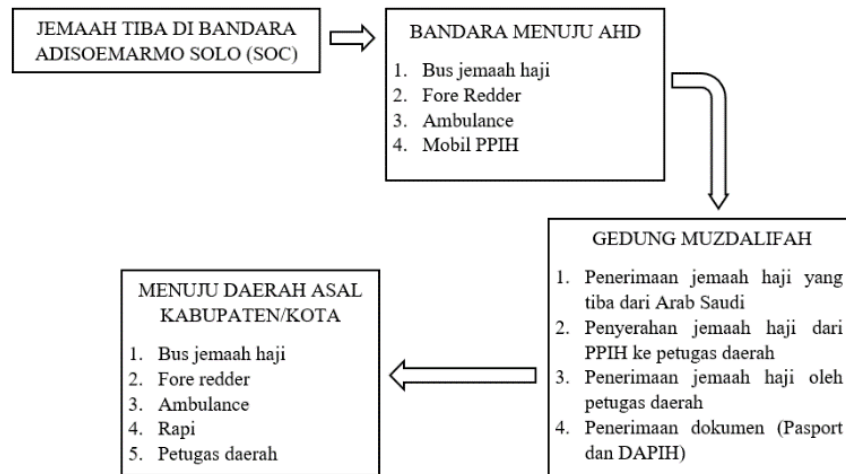 JEMAAH TIBA DI BANDARA
ADISOEMARMO SOLO (SOC)
BANDARA MENUJU AHD
1. Bus jemaah haji
2. Fore Redder
3. Ambulance
4. Mobil PPIH
GEDUNG MUZDALIFAH
1. Penerimaan jemaah haji yang
tiba dari Arab Saudi
2. Penyerahan jemaah haji dari
PPIH ke petugas daerah
3. Penerimaan jemaah haji oleh
petugas daerah
4. Penerimaan dokumen (Pasport
dan DAPIH)
MENUJU DAERAH ASAL
KABUPATEN/KOTA
1. Bus jemaah haji
2. Fore redder
3. Ambulance
4. Rapi
5. Petugas daerah